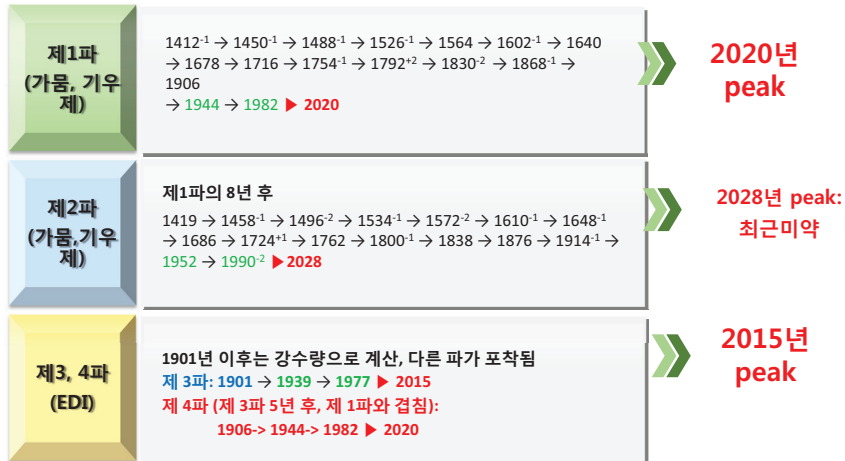 제1파
(가뭄, 기우
제)
1412⁻¹ → 1450⁻¹ → 1488⁻¹ → 1526⁻¹ → 1564 → 1602⁻¹ → 1640
→ 1678 → 1716 → 1754⁻¹ → 1792⁺² → 1830⁻² → 1868⁻¹ →
1906
→ 1944 → 1982 ▶ 2020
2020년
peak
제2파
(가뭄,기우
제)
제1파의 8년 후
1419 → 1458⁻¹ → 1496⁻² → 1534⁻¹ → 1572⁻² → 1610⁻¹ → 1648⁻¹
→ 1686 → 1724⁺¹ → 1762 → 1800⁻¹ → 1838 → 1876 → 1914⁻¹ →
1952 → 1990⁻² ▶2028
2028년 peak:
최근미약
제3, 4파
(EDI)
1901년 이후는 강수량으로 계산, 다른 파가 포착됨
제 3파: 1901 → 1939 → 1977 ▶ 2015
제 4파 (제 3파 5년 후, 제 1파와 겹침):
1906-> 1944-> 1982 ▶ 2020
2015년
peak